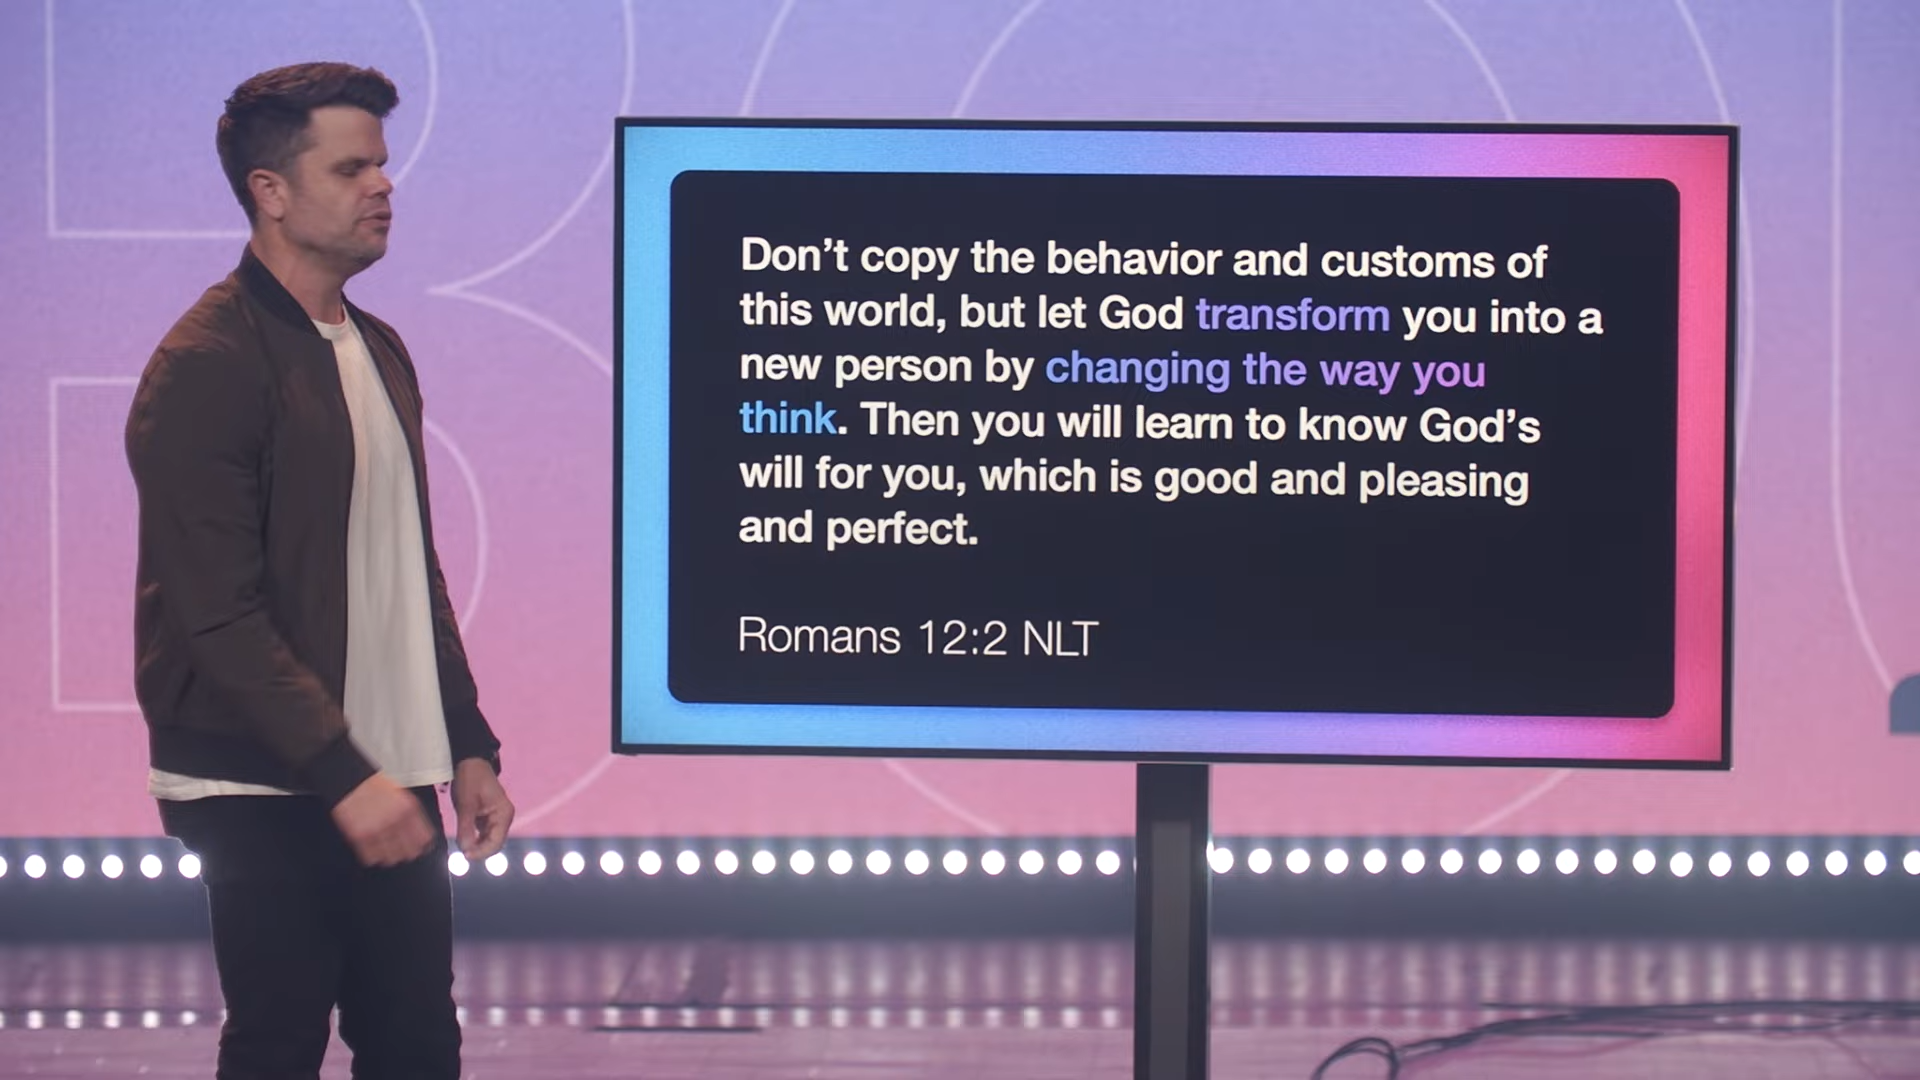 Don’t copy the behavior and customs of
this world, but let God transform you into a
new person by changing the way you
think. Then you will learn to know God’s
will for you, which is good and pleasing
and perfect.
Romans 12:2 NLT